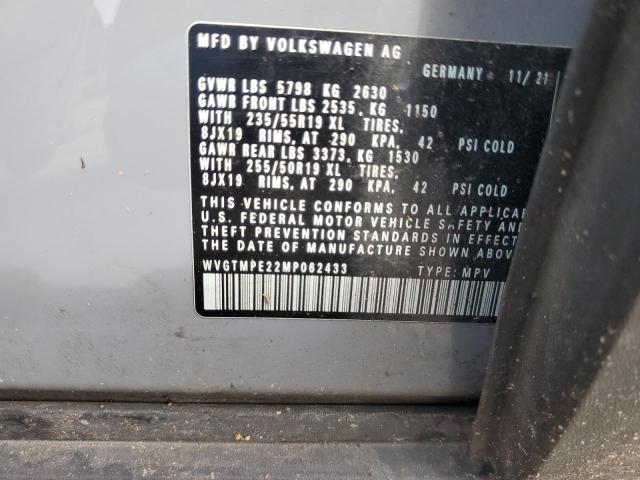 MFD BY VOLKSWAGEN AG
GERMANY 11/21
GVWR LBS 5798 KG 2630
GAWR FRONT LBS 2535, KG 1150
WITH 235/55R19 XL TIRES,
8JX19 RIMS, AT 290 KPA, 42 PSI COLD
GAWR REAR LBS 3373, KG 1530
WITH 255/50R19 XL TIRES,
8JX19 RIMS, AT 290 KPA, 42 PSI COLD
THIS VEHICLE CONFORMS TO ALL APPLICAB
U.S. FEDERAL MOTOR VEHICLE SAFETY AND
THEFT PREVENTION STANDARDS IN EFFECT
THE DATE OF MANUFACTURE SHOWN ABOVE
WVGTMPE22MP062433 TYPE: MPV